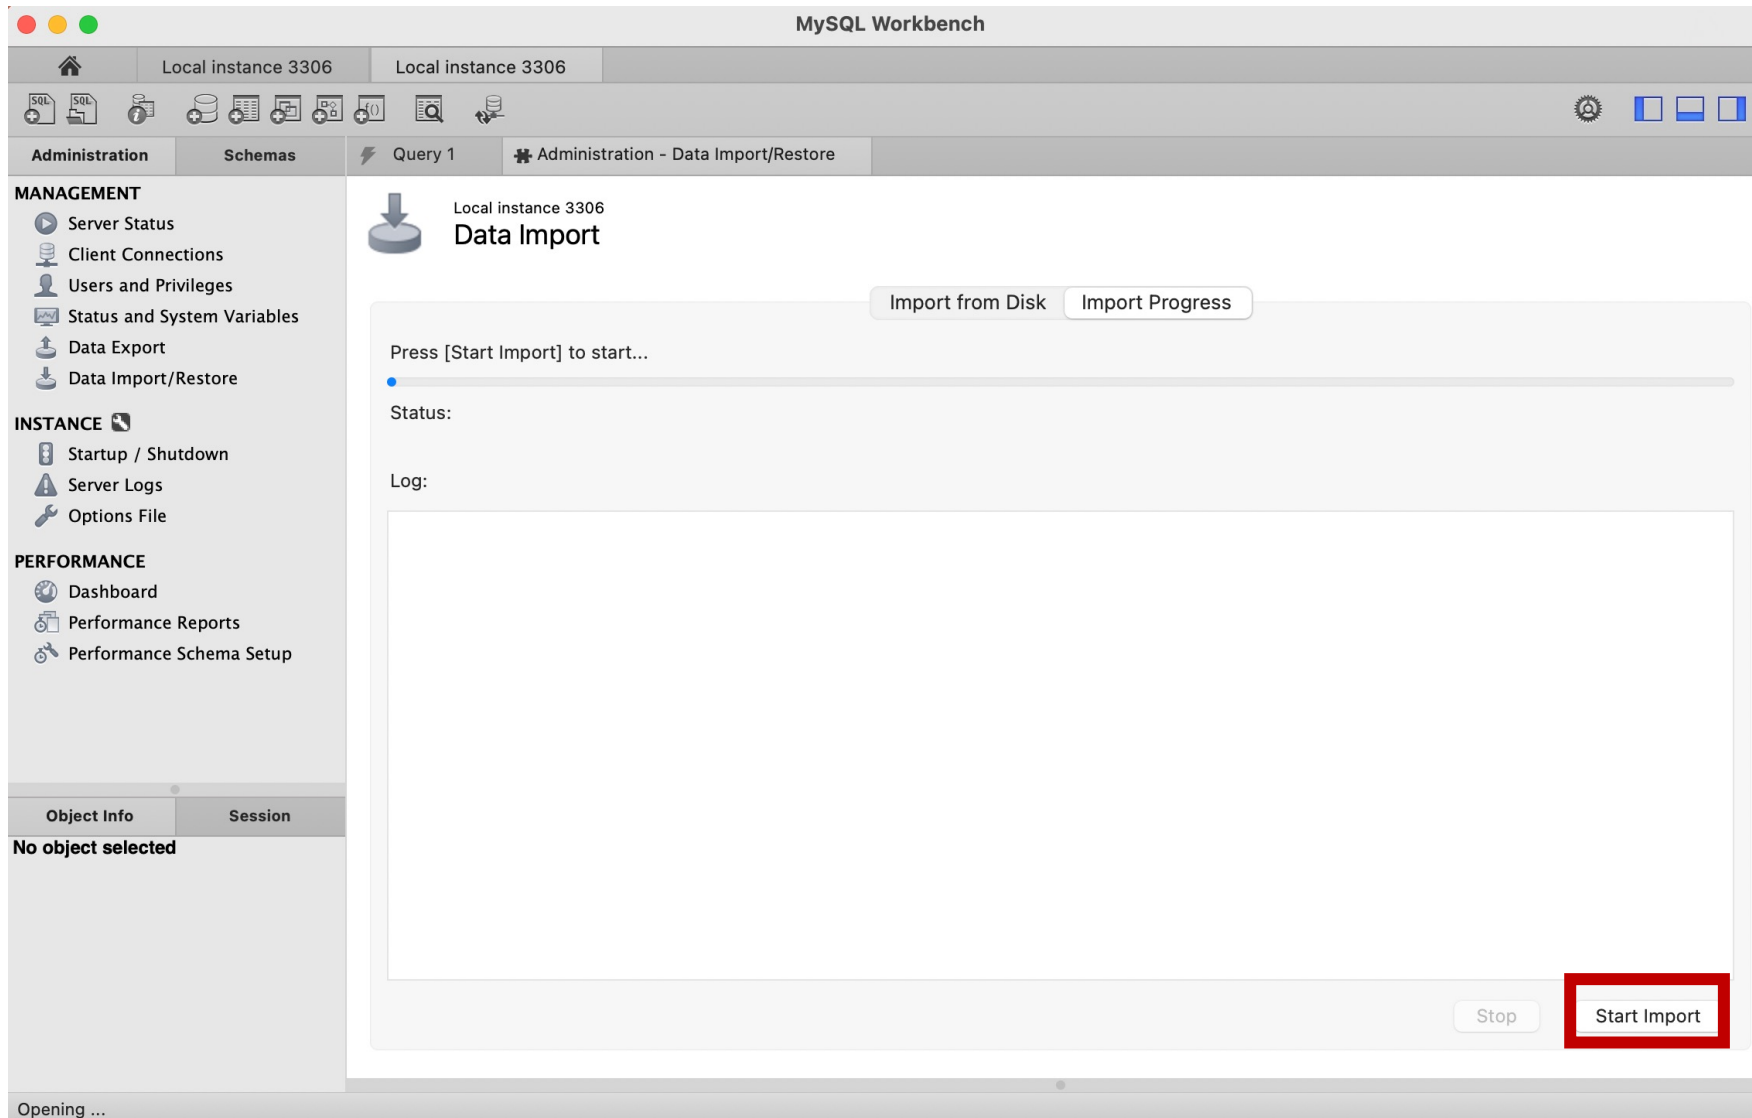 MySQL Workbench
Local instance 3306
Local instance 3306
SQL
SQL
f()
Administration
Schemas
Query 1
Administration - Data Import/Restore
MANAGEMENT
Server Status
Client Connections
Users and Privileges
Status and System Variables
Data Export
Data Import/Restore
INSTANCE
Startup / Shutdown
Server Logs
Options File
PERFORMANCE
Dashboard
Performance Reports
Performance Schema Setup
Object Info
Session
No object selected
Local instance 3306
Data Import
Import from Disk
Import Progress
Press [Start Import] to start...
Status:
Log:
Stop
Start Import
Opening ...